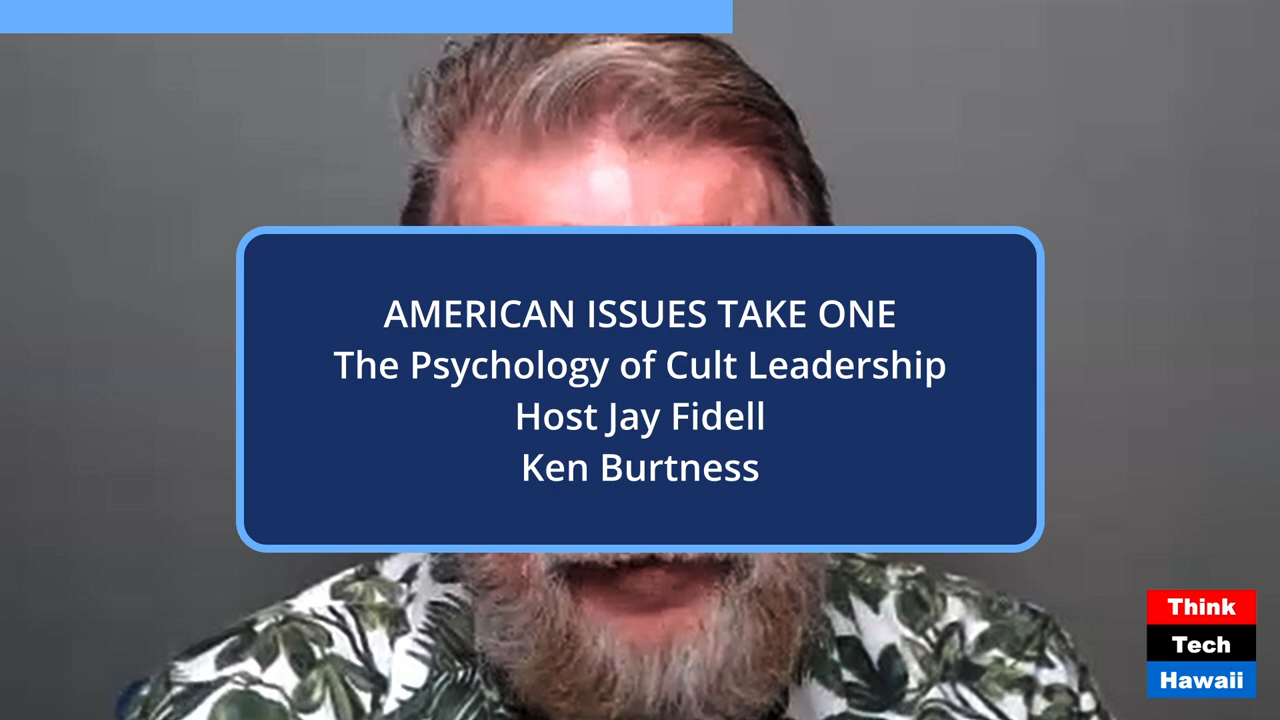 AMERICAN ISSUES TAKE ONE
The Psychology of Cult Leadership
Host Jay Fidell
Ken Burtness
Think
Tech
Hawaii